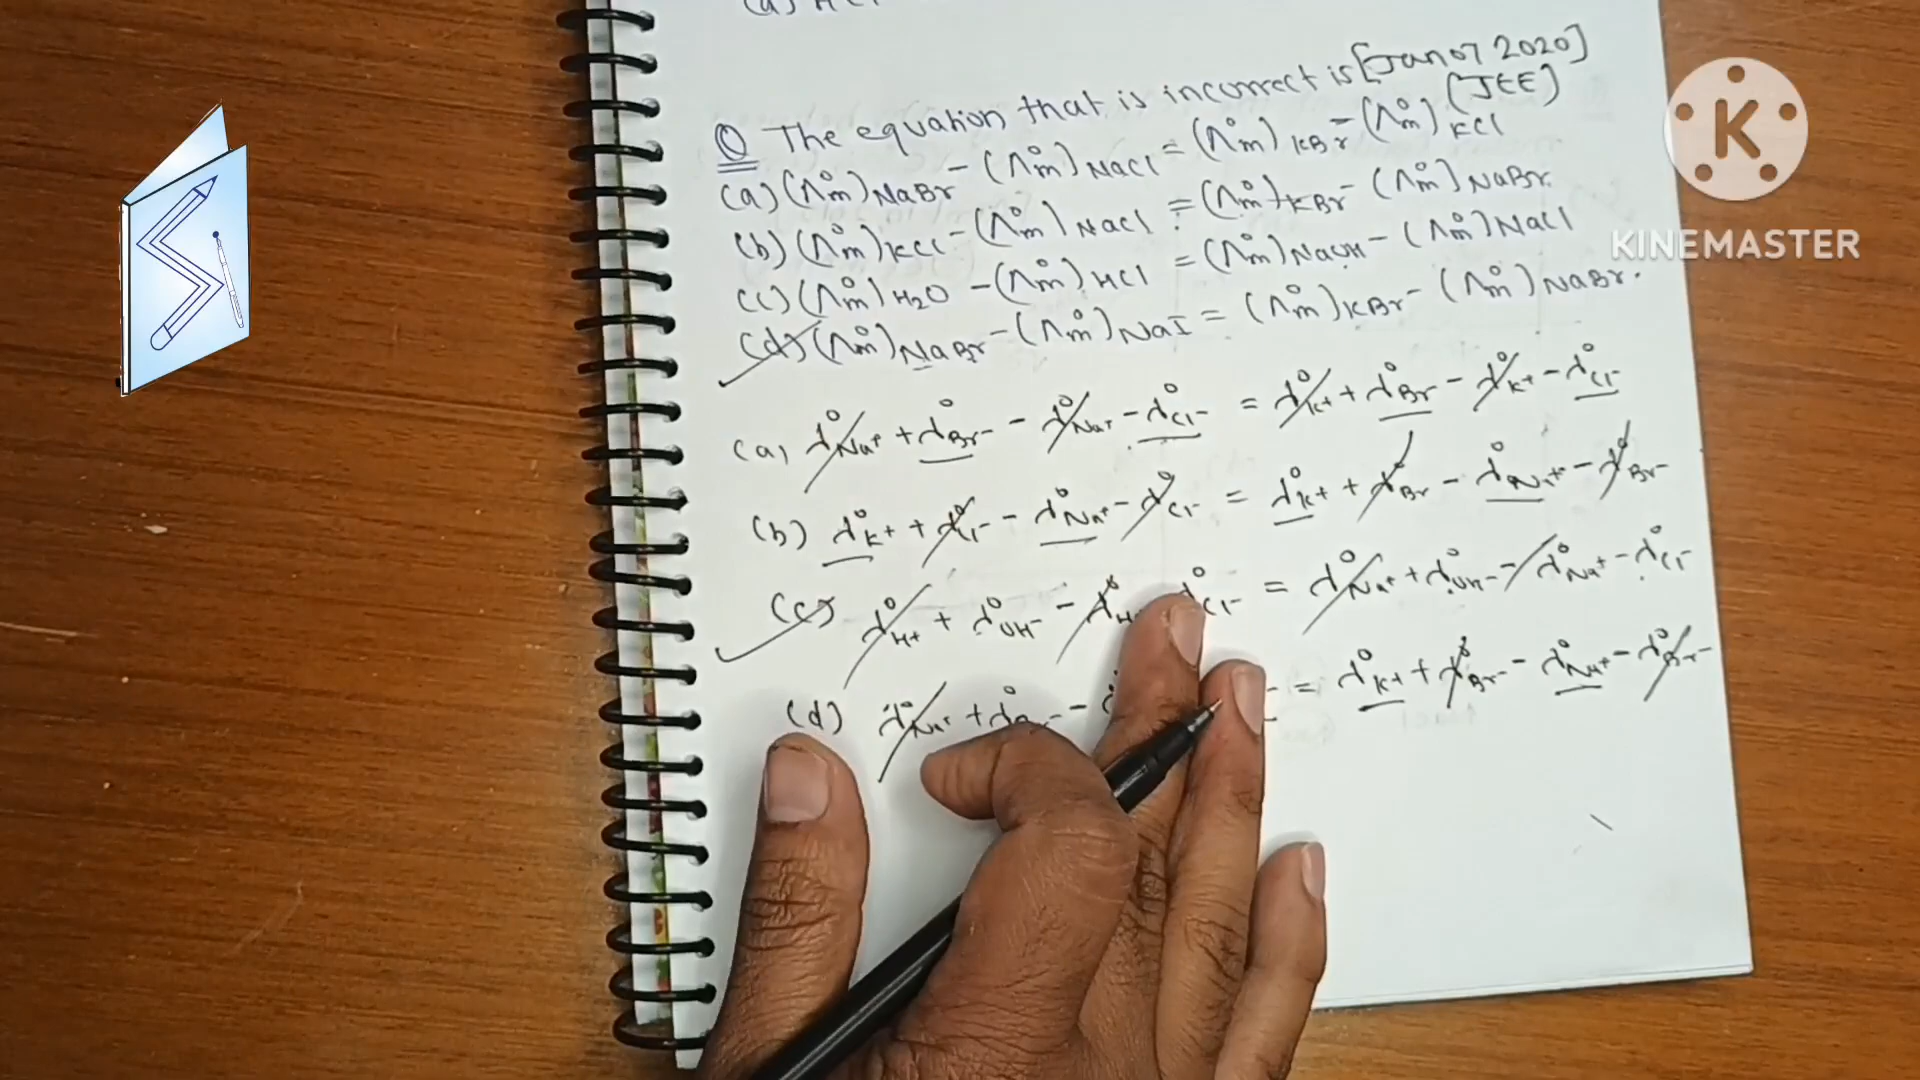 Q The equation that is incorrect is [Jan 07 2020]
(JEE)
(a) (Λ°m) NaBr - (Λ°m) NaCl = (Λ°m) KBr - (Λ°m) KCl
(b) (Λ°m) KCl - (Λ°m) NaCl = (Λ°m) KBr - (Λ°m) NaBr.
(c) (Λ°m) H2O - (Λ°m) HCl = (Λ°m) NaOH - (Λ°m) NaCl
(d) (Λ°m) NaBr - (Λ°m) NaI = (Λ°m) KBr - (Λ°m) NaBr.
(a) λ°Na+ + λ°Br- - λ°Na+ - λ°Cl- = λ°K+ + λ°Br- - λ°K+ - λ°Cl-
(b) λ°K+ + λ°Cl- - λ°Na+ - λ°Cl- = λ°K+ + λ°Br- - λ°Na+ - λ°Br-
(c) λ°H+ + λ°OH- - λ°H+ λ°Cl- = λ°Na+ + λ°OH- - λ°Na+ - λ°Cl-
(d) λ°Na+ + - = λ°K+ + λ°Br- - λ°Na+ - λ°Br-
K
KINEMASTER